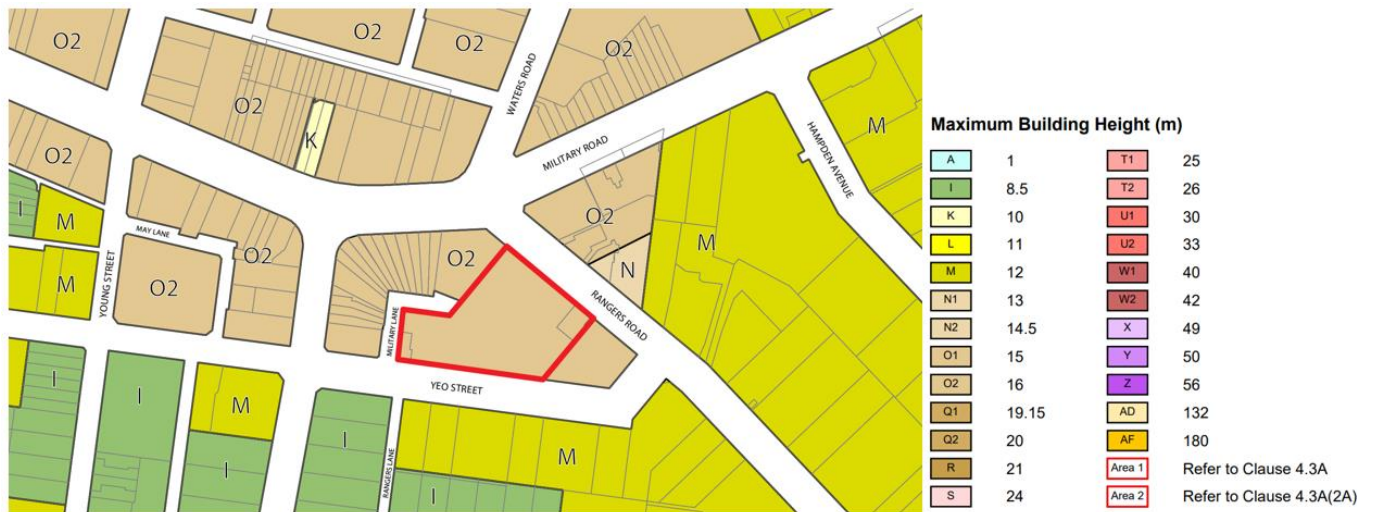 O2
O2
O2
O2
WATERS ROAD
O2
K
M
HAMPDEN AVENUE
MILITARY ROAD
O2
I
M
MAY LANE
O2
O2
O2
M
N
M
YOUNG STREET
O2
MILITARY LANE
RANGERS ROAD
YEO STREET
I
I
M
I
I
RANGERS LANE
M
I
Maximum Building Height (m)
A 1
I 8.5
K 10
L 11
M 12
N1 13
N2 14.5
O1 15
O2 16
Q1 19.15
Q2 20
R 21
S 24
T1 25
T2 26
U1 30
U2 33
W1 40
W2 42
X 49
Y 50
Z 56
AD 132
AF 180
Area 1 Refer to Clause 4.3A
Area 2 Refer to Clause 4.3A(2A)